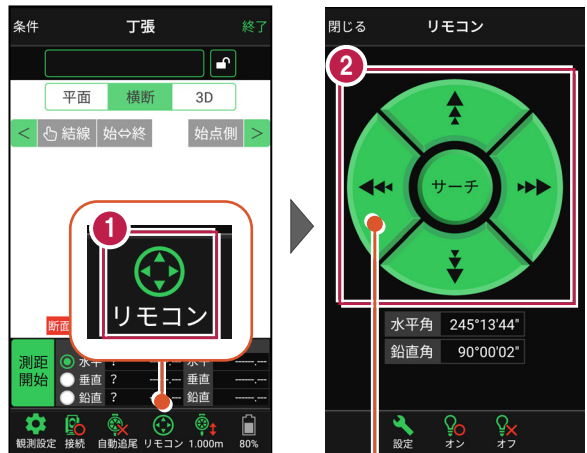 条件 丁張 終了
平面 横断 3D
< 結線 始⇔終 始点側 >
1
リモコン
断面
測距開始
水平 ? ---.--- 水平 ------.---
垂直 ? ---.--- 垂直 ------.---
鉛直 ? ---.--- 鉛直 ------.---
観測設定 接続 自動追尾 リモコン 1.000m 80%
閉じる リモコン
2
サーチ
水平角 245°13'44"
鉛直角 90°00'02"
設定 オン オフ